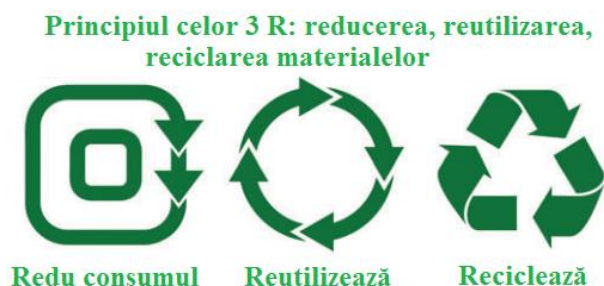 Principiul celor 3 R: reducerea, reutilizarea,
reciclarea materialelor
Redu consumul
Reutilizează
Reciclează